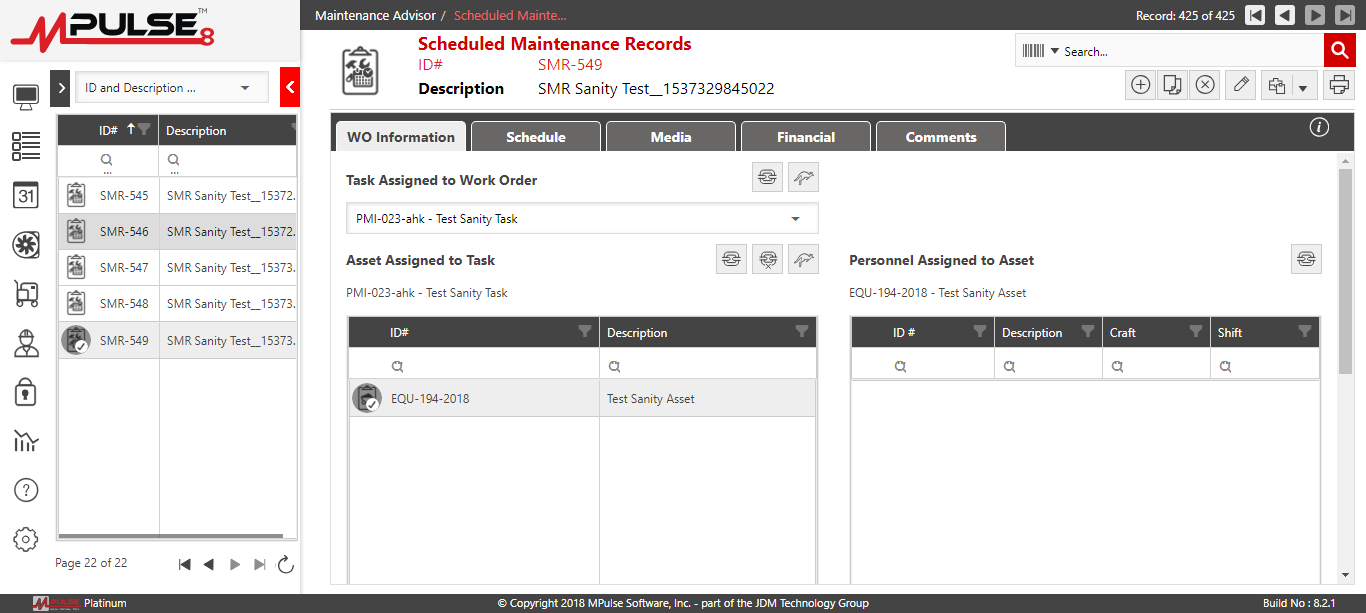 MPULSE™ 8
Maintenance Advisor / Scheduled Mainte...
Record: 425 of 425
Scheduled Maintenance Records
ID# SMR-549
Description SMR Sanity Test__1537329845022
Search...
ID and Description ...
ID# Description
...
...
SMR-545 SMR Sanity Test__15372.
SMR-546 SMR Sanity Test__15372.
SMR-547 SMR Sanity Test__15373.
SMR-548 SMR Sanity Test__15373.
SMR-549 SMR Sanity Test__15373.
Page 22 of 22
31
?
WO Information Schedule Media Financial Comments
i
Task Assigned to Work Order
PMI-023-ahk - Test Sanity Task
Asset Assigned to Task
PMI-023-ahk - Test Sanity Task
ID# Description
EQU-194-2018 Test Sanity Asset
Personnel Assigned to Asset
EQU-194-2018 - Test Sanity Asset
ID # Description Craft Shift
MPULSE Platinum
© Copyright 2018 MPulse Software, Inc. - part of the JDM Technology Group
Build No : 8.2.1